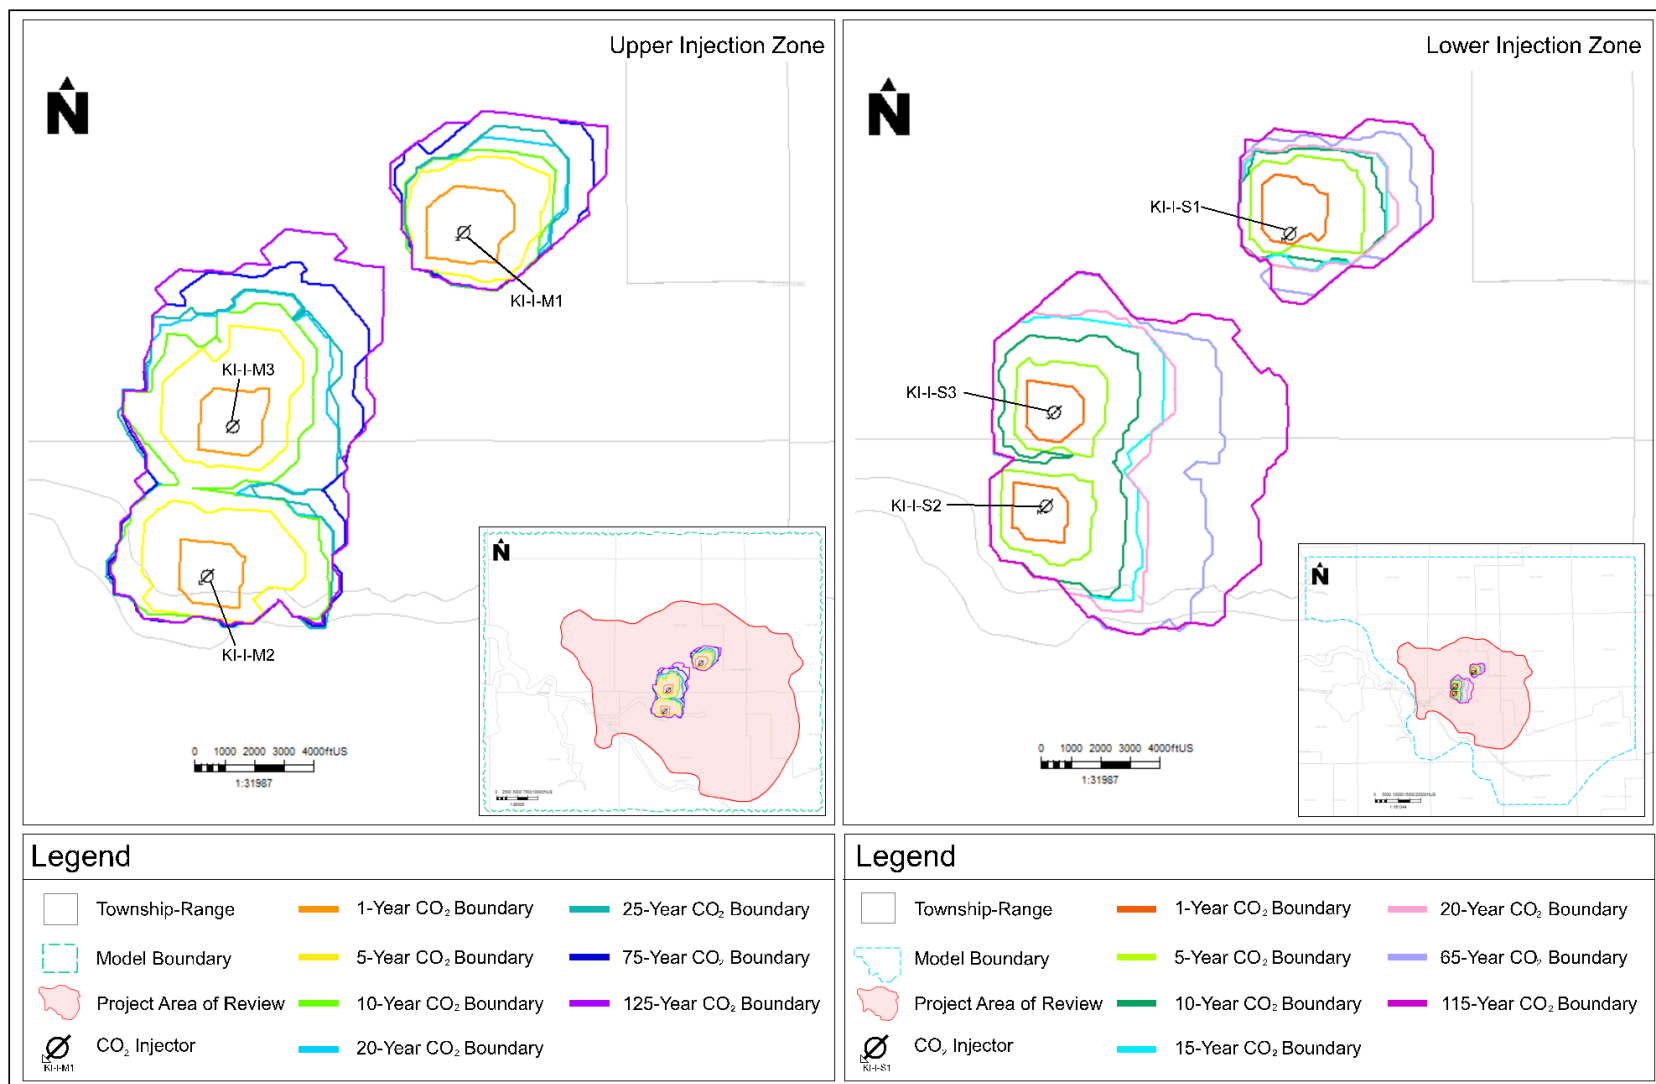 Upper Injection Zone
N
KI-I-M1
KI-I-M3
KI-I-M2
N
0 1000 2000 3000 4000ftUS
1:31987
Lower Injection Zone
N
KI-I-S1
KI-I-S3
KI-I-S2
N
0 1000 2000 3000 4000ftUS
1:31987
Legend
Township-Range
Model Boundary
Project Area of Review
CO₂ Injector
KI-I-M1
1-Year CO₂ Boundary
5-Year CO₂ Boundary
10-Year CO₂ Boundary
20-Year CO₂ Boundary
25-Year CO₂ Boundary
75-Year CO₂ Boundary
125-Year CO₂ Boundary
Legend
Township-Range
Model Boundary
Project Area of Review
CO₂ Injector
KI-I-S1
1-Year CO₂ Boundary
5-Year CO₂ Boundary
10-Year CO₂ Boundary
15-Year CO₂ Boundary
20-Year CO₂ Boundary
65-Year CO₂ Boundary
115-Year CO₂ Boundary